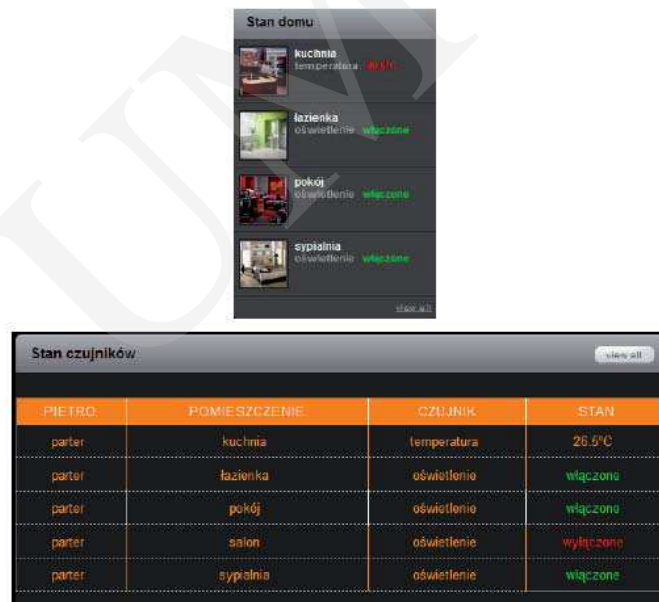 Stan domu
kuchnia
temperatura
łazienka
oświetlenie włączone
pokój
oświetlenie włączone
sypialnia
oświetlenie włączone
view all
Stan czujników
view all
PIETRO POMIESZCZENIE CZUJNIK STAN
parter kuchnia temperatura 26.5°C
parter łazienka oświetlenie włączone
parter pokój oświetlenie włączone
parter salon oświetlenie wyłączone
parter sypialnia oświetlenie włączone